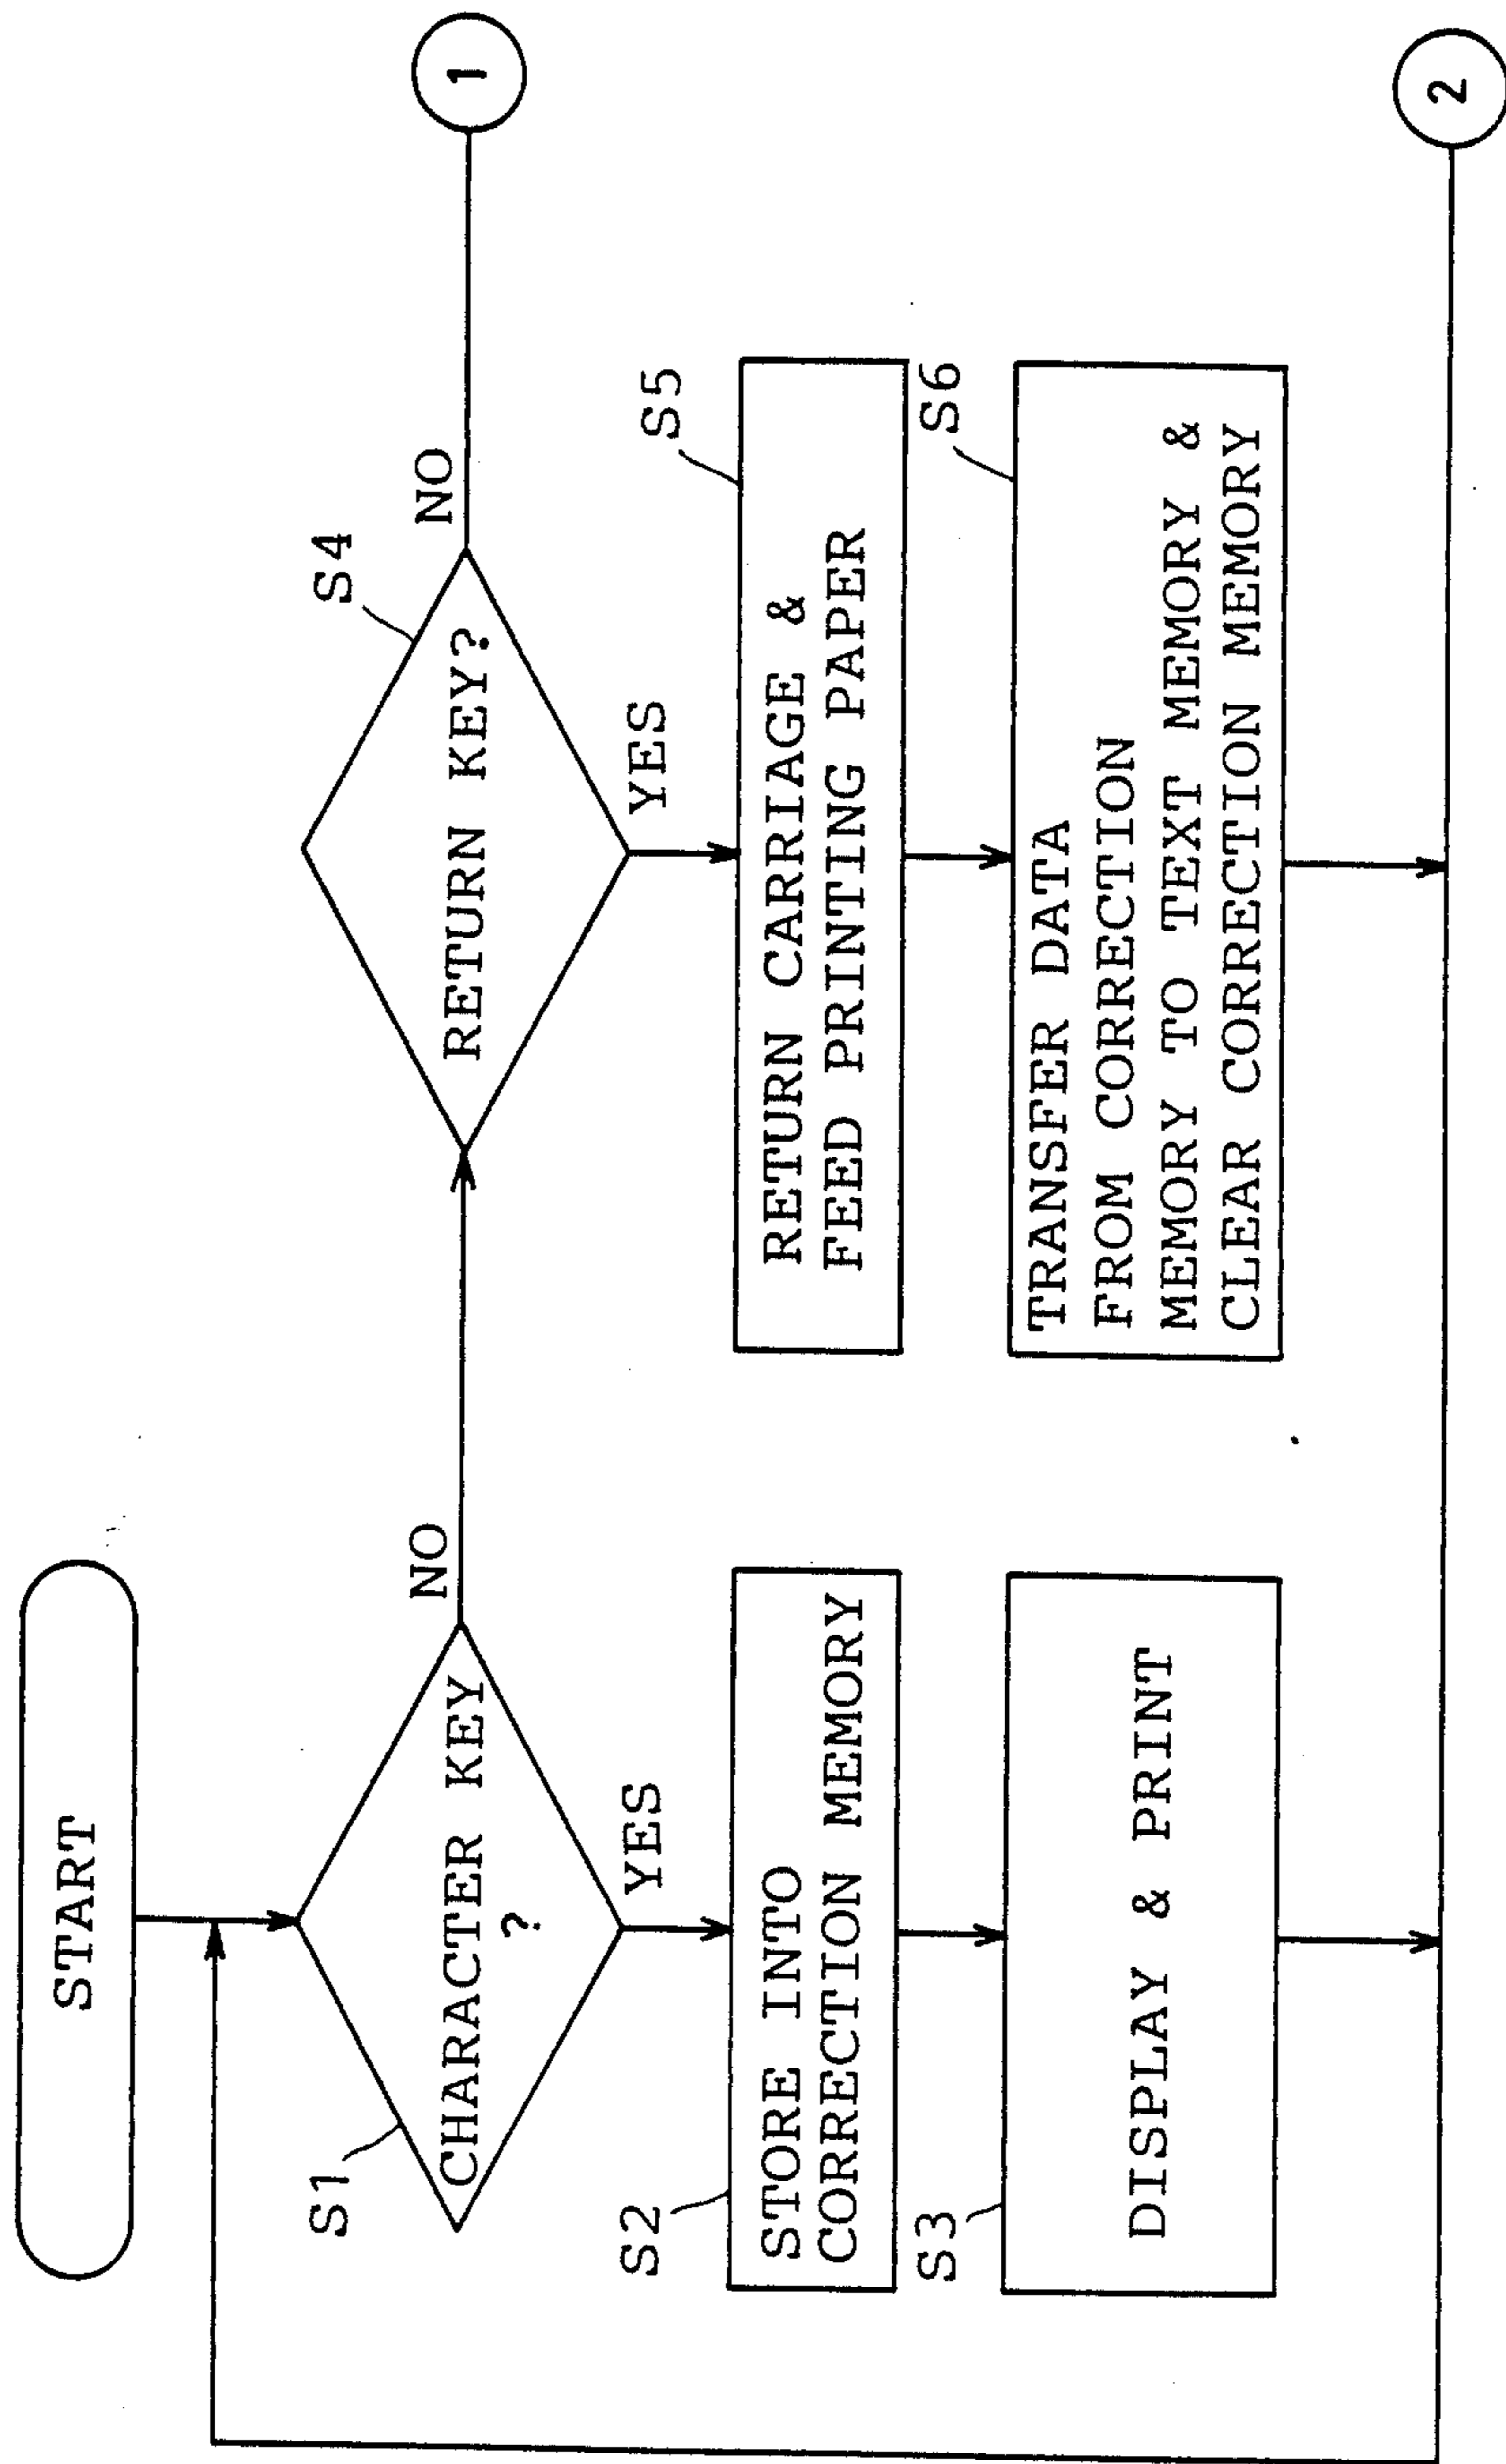 START
S1
CHARACTER KEY
?
NO
YES
S2
STORE INTO
CORRECTION MEMORY
S3
DISPLAY & PRINT
S4
RETURN KEY?
NO
YES
S5
RETURN CARRIAGE &
FEED PRINTING PAPER
S6
TRANSFER DATA
FROM CORRECTION
MEMORY TO TEXT MEMORY &
CLEAR CORRECTION MEMORY
1
2